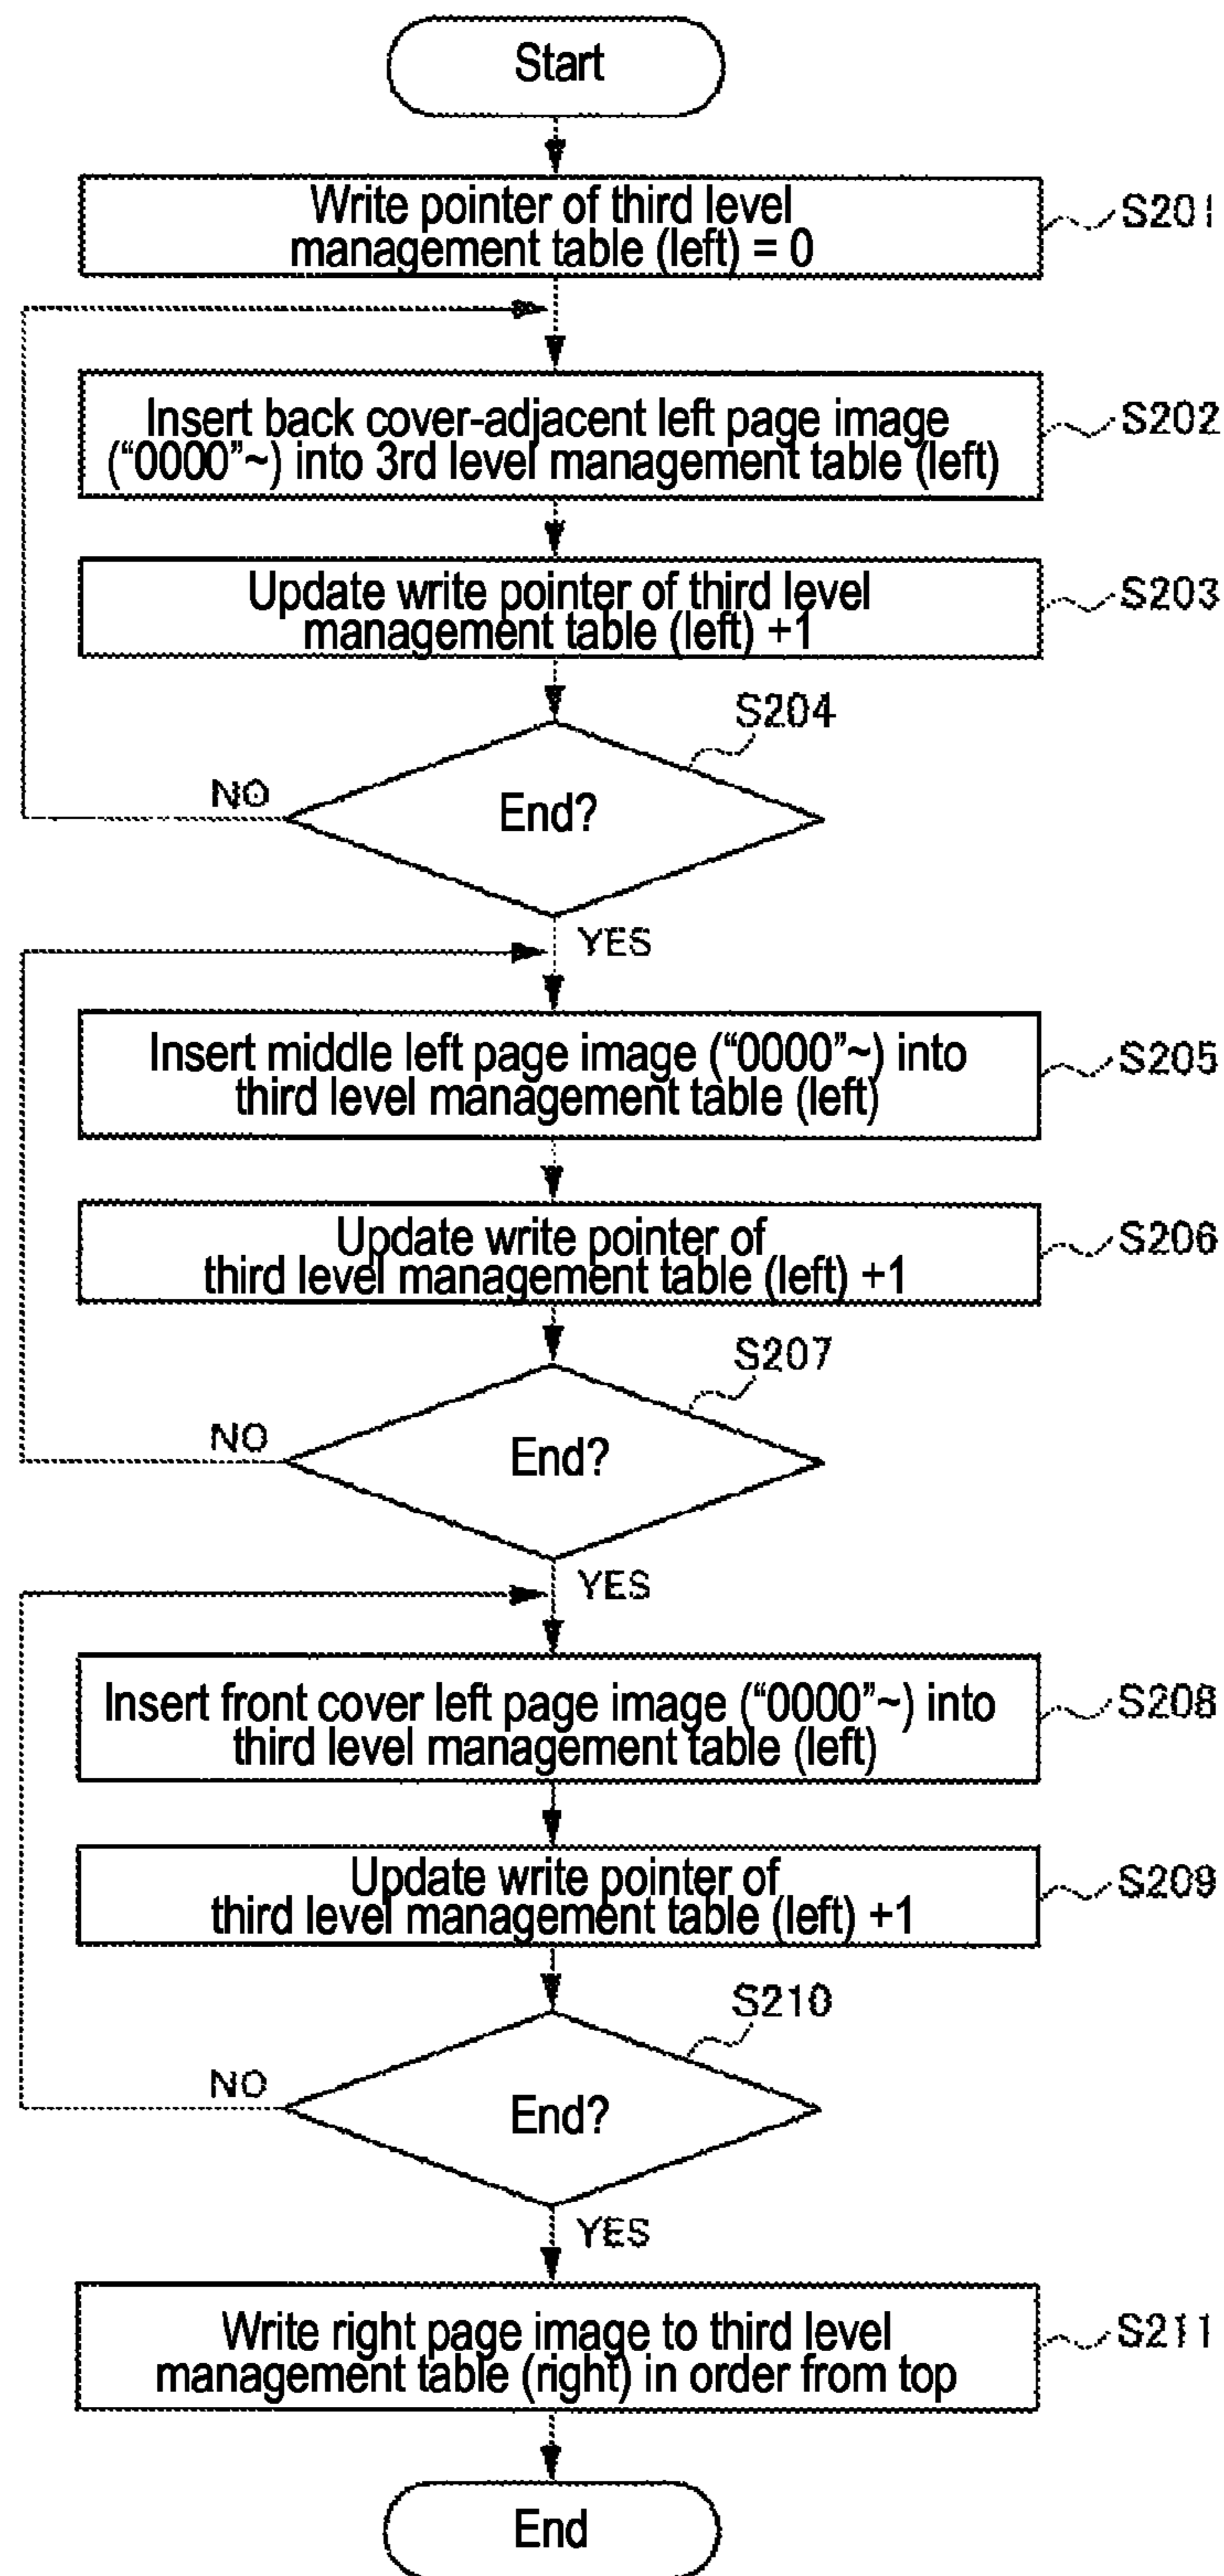 Start
Write pointer of third level
management table (left) = 0
S201
Insert back cover-adjacent left page image
(“0000”~) into 3rd level management table (left)
S202
Update write pointer of third level
management table (left) +1
S203
S204
End?
NO
YES
Insert middle left page image (“0000”~) into
third level management table (left)
S205
Update write pointer of
third level management table (left) +1
S206
S207
End?
NO
YES
Insert front cover left page image (“0000”~) into
third level management table (left)
S208
Update write pointer of
third level management table (left) +1
S209
S210
End?
NO
YES
Write right page image to third level
management table (right) in order from top
S211
End